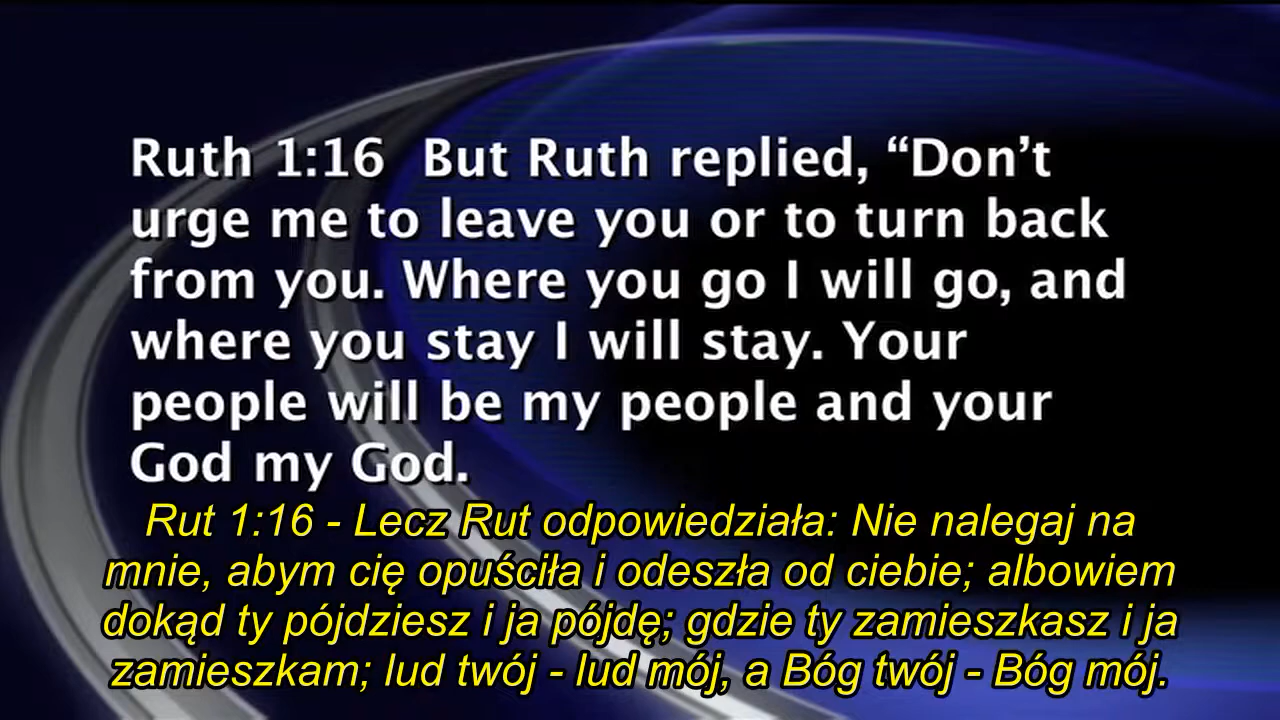 Ruth 1:16  But Ruth replied, “Don’t
urge me to leave you or to turn back
from you. Where you go I will go, and
where you stay I will stay. Your
people will be my people and your
God my God.
Rut 1:16 - Lecz Rut odpowiedziała: Nie nalegaj na
mnie, abym cię opuściła i odeszła od ciebie; albowiem
dokąd ty pójdziesz i ja pójdę; gdzie ty zamieszkasz i ja
zamieszkam; lud twój - lud mój, a Bóg twój - Bóg mój.